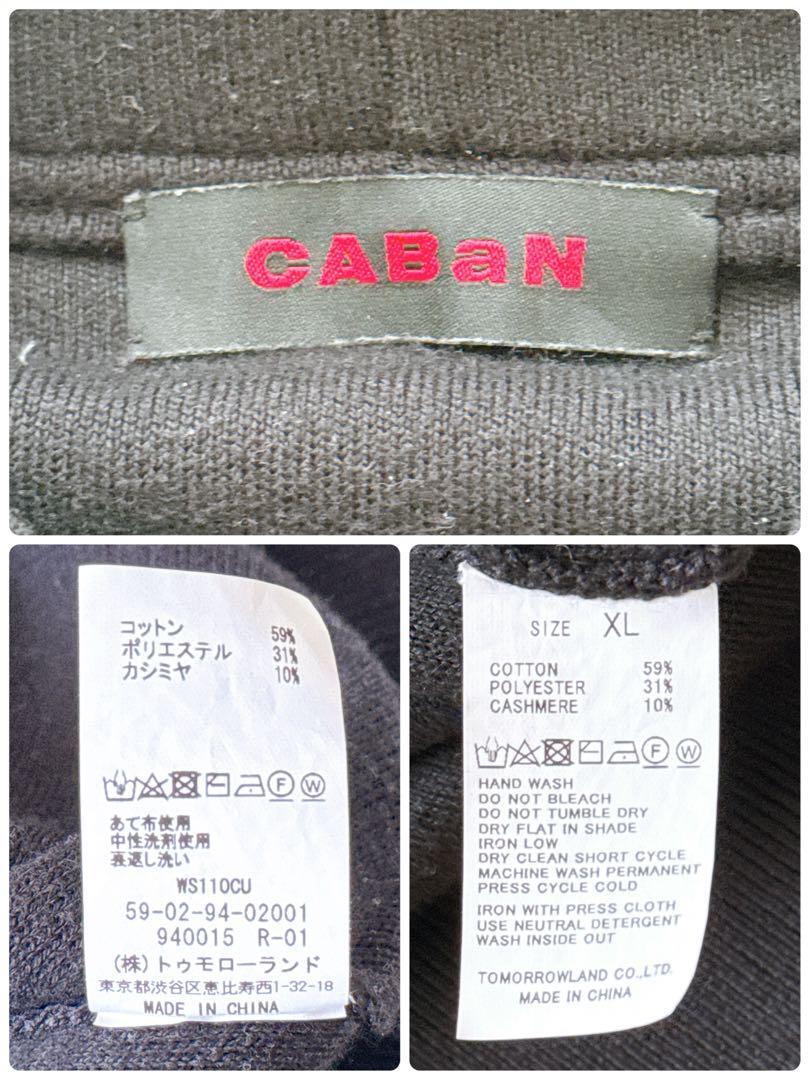 CABaN
コットン 59%
ポリエステル 31%
カシミヤ 10%
F W
あて布使用
中性洗剤使用
裏返し洗い
WS110CU
59-02-94-02001
940015 R-01
(株)トゥモローランド
東京都渋谷区恵比寿西1-32-18
MADE IN CHINA
SIZE XL
COTTON 59%
POLYESTER 31%
CASHMERE 10%
F W
HAND WASH
DO NOT BLEACH
DO NOT TUMBLE DRY
DRY FLAT IN SHADE
IRON LOW
DRY CLEAN SHORT CYCLE
MACHINE WASH PERMANENT
PRESS CYCLE COLD
IRON WITH PRESS CLOTH
USE NEUTRAL DETERGENT
WASH INSIDE OUT
TOMORROWLAND CO.,LTD.
MADE IN CHINA